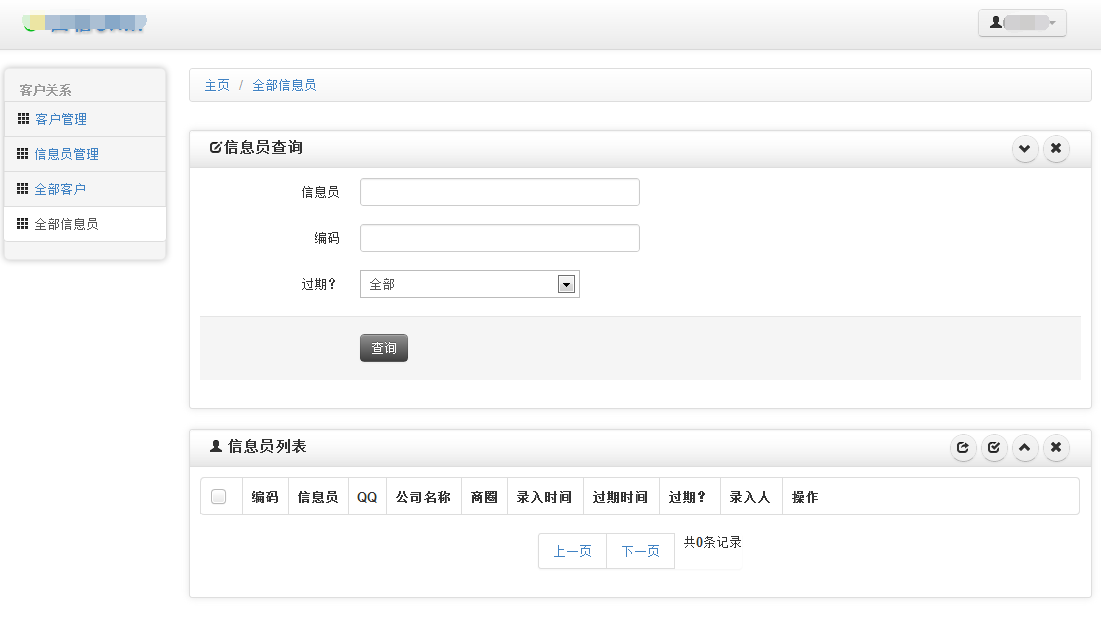 客户关系
客户管理
信息员管理
全部客户
全部信息员
主页 / 全部信息员
信息员查询
信息员
编码
过期？ 全部
查询
信息员列表
编码 信息员 QQ 公司名称 商圈 录入时间 过期时间 过期？ 录入人 操作
上一页 下一页 共0条记录